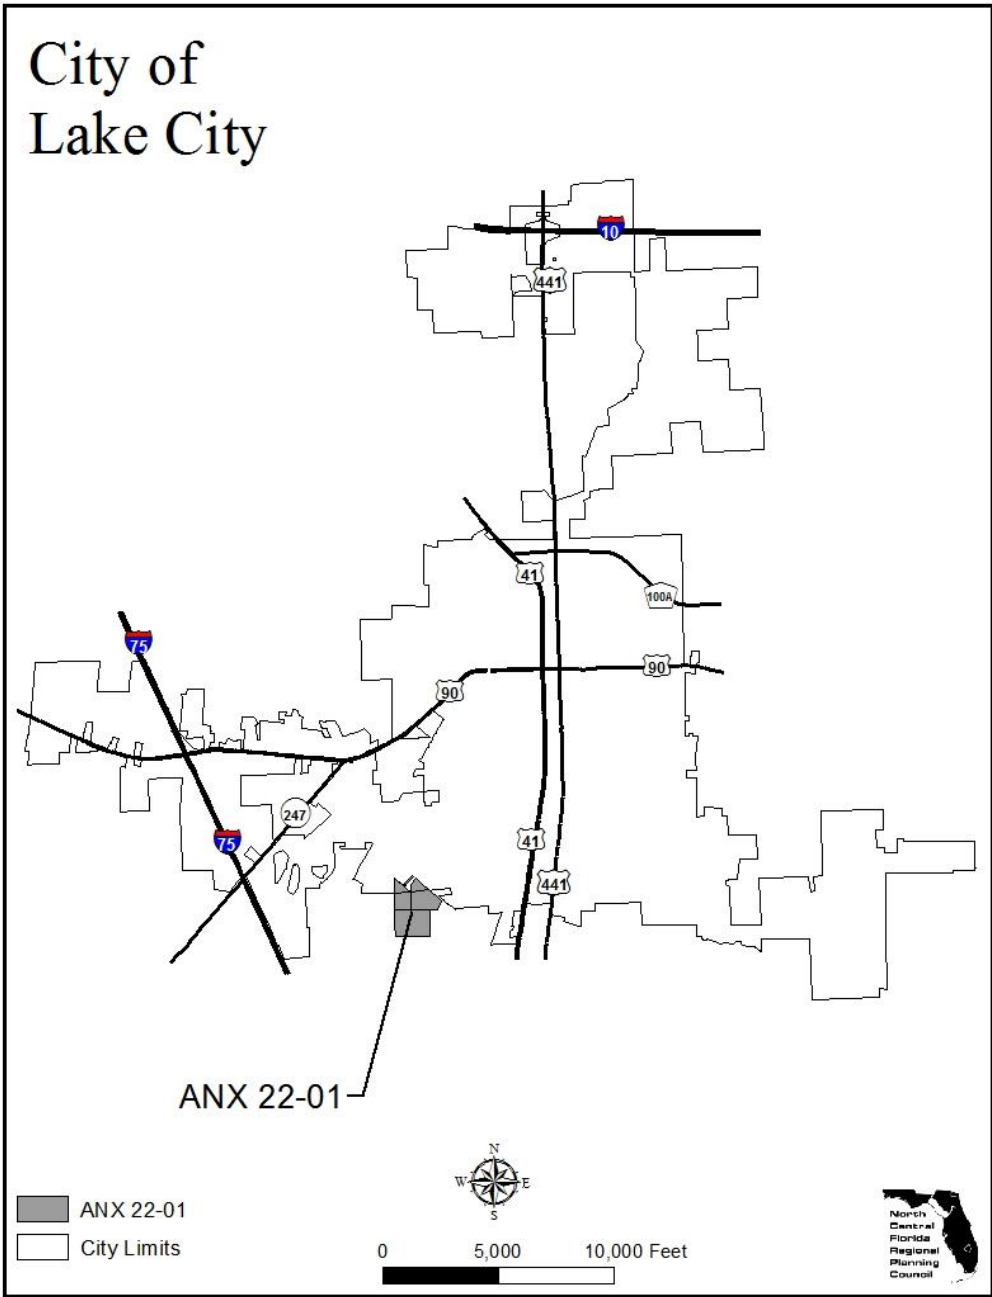 City of
Lake City
10
441
41
100A
75
90
90
247
75
41
441
ANX 22-01
N
W E
S
ANX 22-01
City Limits
0 5,000 10,000 Feet
North
Central
Florida
Regional
Planning
Council